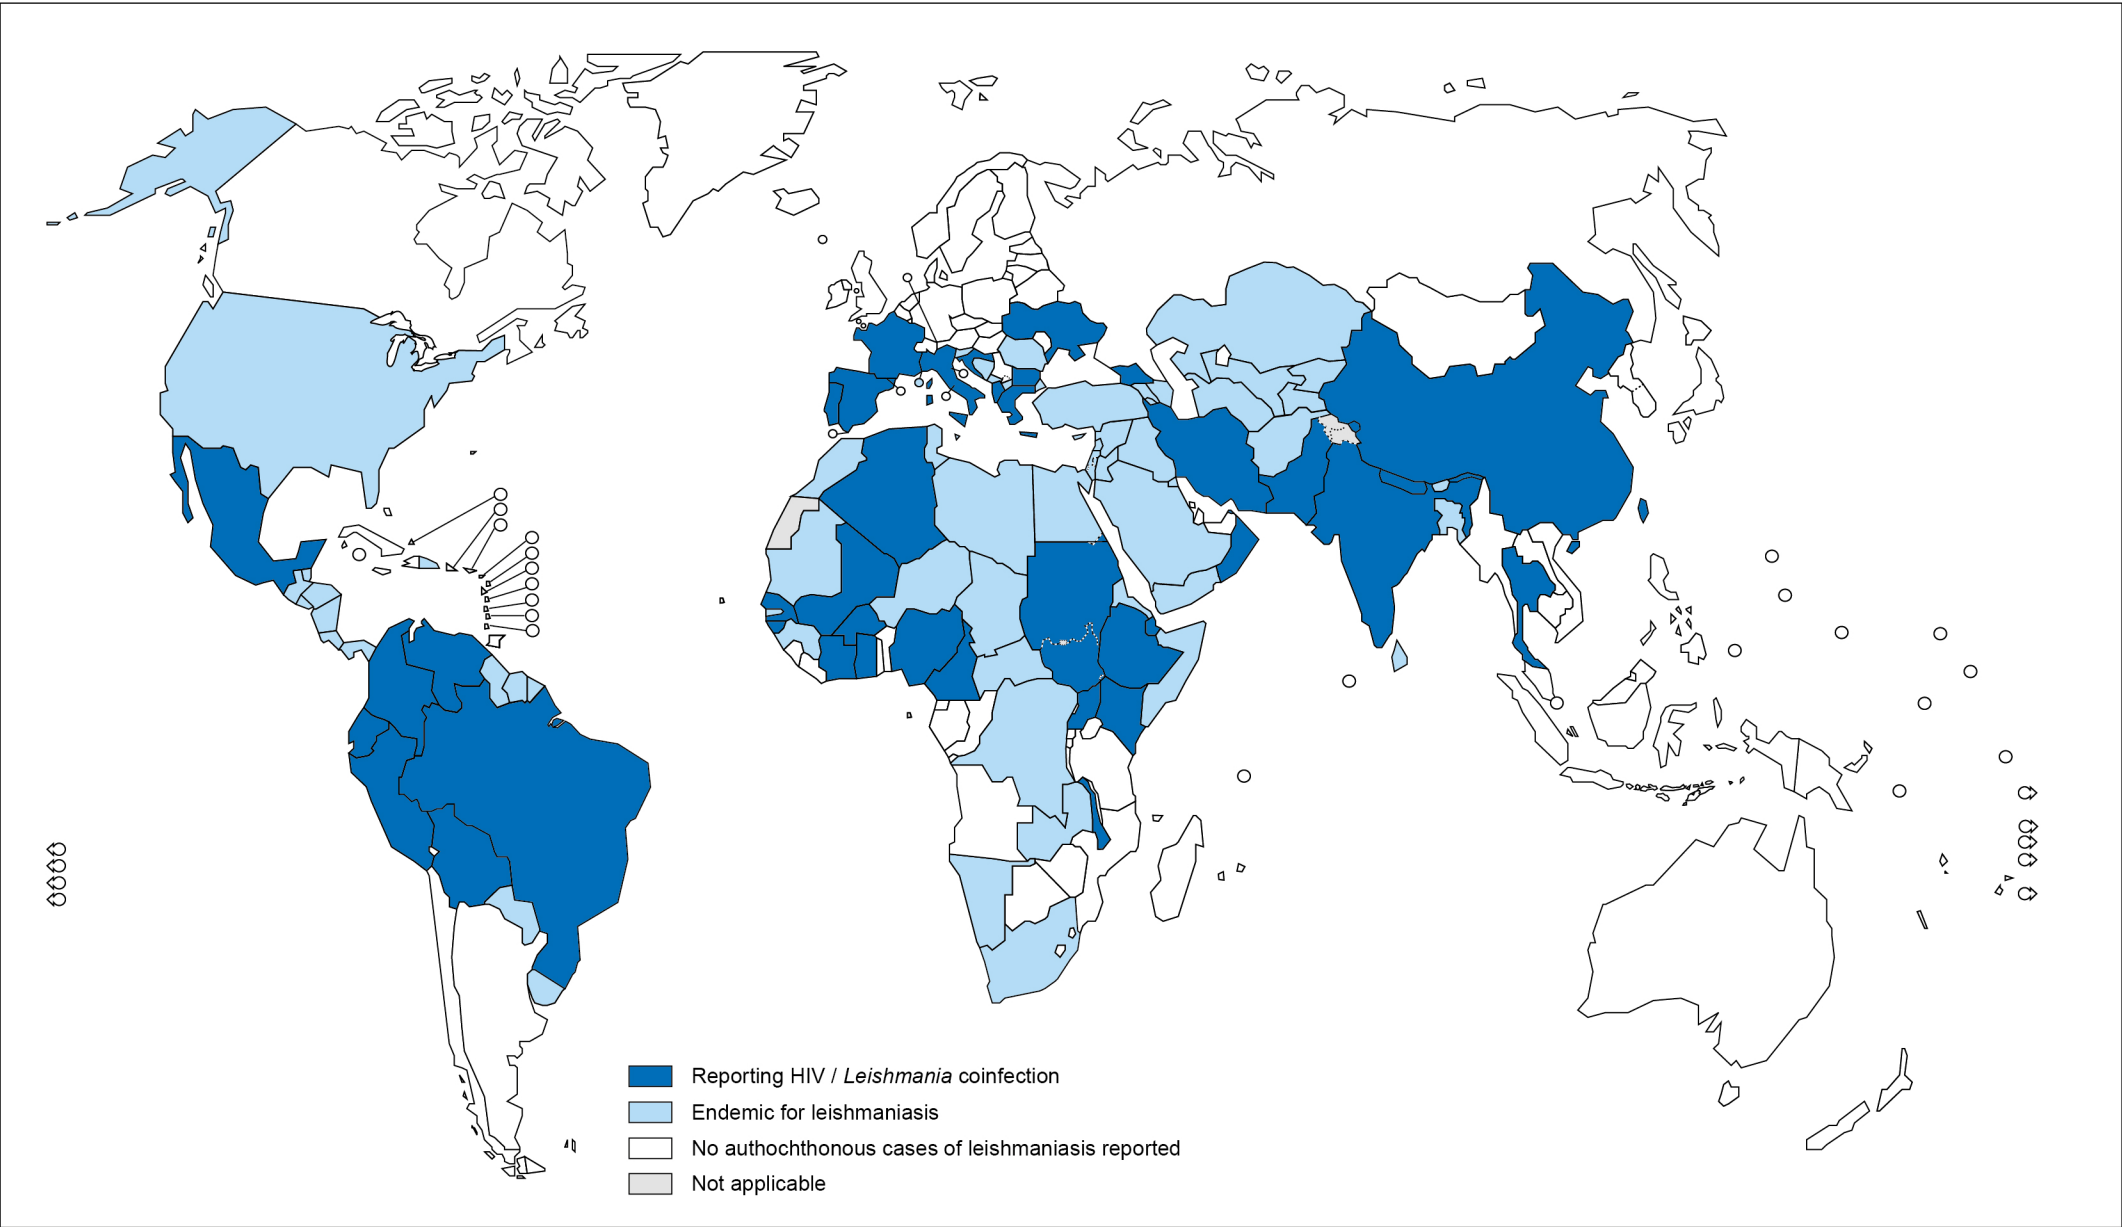 Reporting HIV / Leishmania coinfection
Endemic for leishmaniasis
No authochthonous cases of leishmaniasis reported
Not applicable